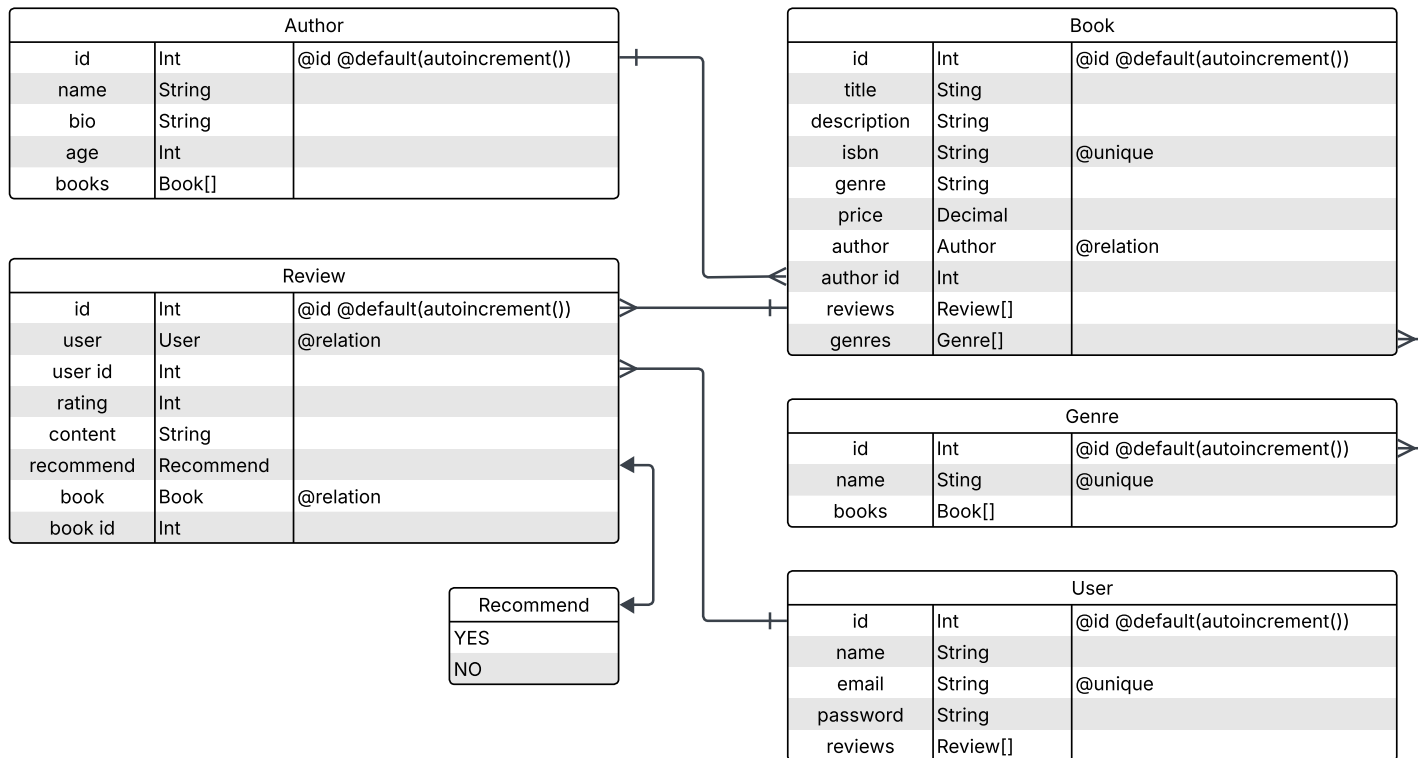 Author
id Int @id @default(autoincrement())
name String
bio String
age Int
books Book[]
Book
id Int @id @default(autoincrement())
title Sting
description String
isbn String @unique
genre String
price Decimal
author Author @relation
author id Int
reviews Review[]
genres Genre[]
Review
id Int @id @default(autoincrement())
user User @relation
user id Int
rating Int
content String
recommend Recommend
book Book @relation
book id Int
Genre
id Int @id @default(autoincrement())
name Sting @unique
books Book[]
Recommend
YES
NO
User
id Int @id @default(autoincrement())
name String
email String @unique
password String
reviews Review[]